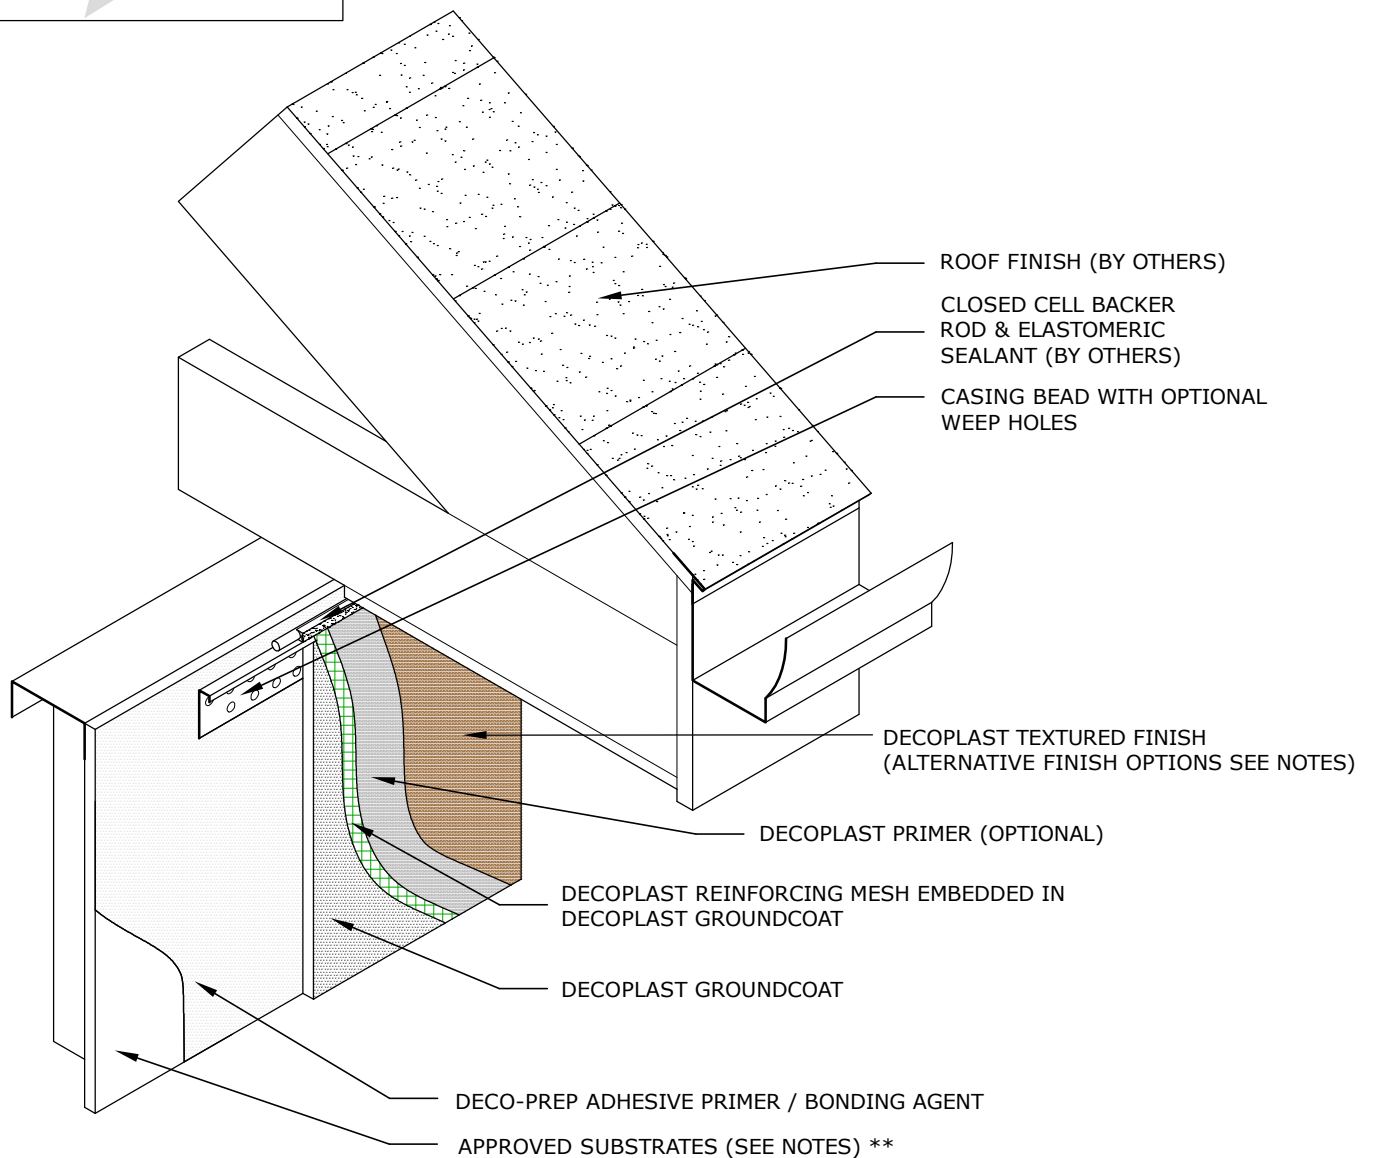 ROOF FINISH (BY OTHERS)
CLOSED CELL BACKER
ROD & ELASTOMERIC
SEALANT (BY OTHERS)
CASING BEAD WITH OPTIONAL
WEEP HOLES
DECOPLAST TEXTURED FINISH
(ALTERNATIVE FINISH OPTIONS SEE NOTES)
DECOPLAST PRIMER (OPTIONAL)
DECOPLAST REINFORCING MESH EMBEDDED IN
DECOPLAST GROUNDCOAT
DECOPLAST GROUNDCOAT
DECO-PREP ADHESIVE PRIMER / BONDING AGENT
APPROVED SUBSTRATES (SEE NOTES) **